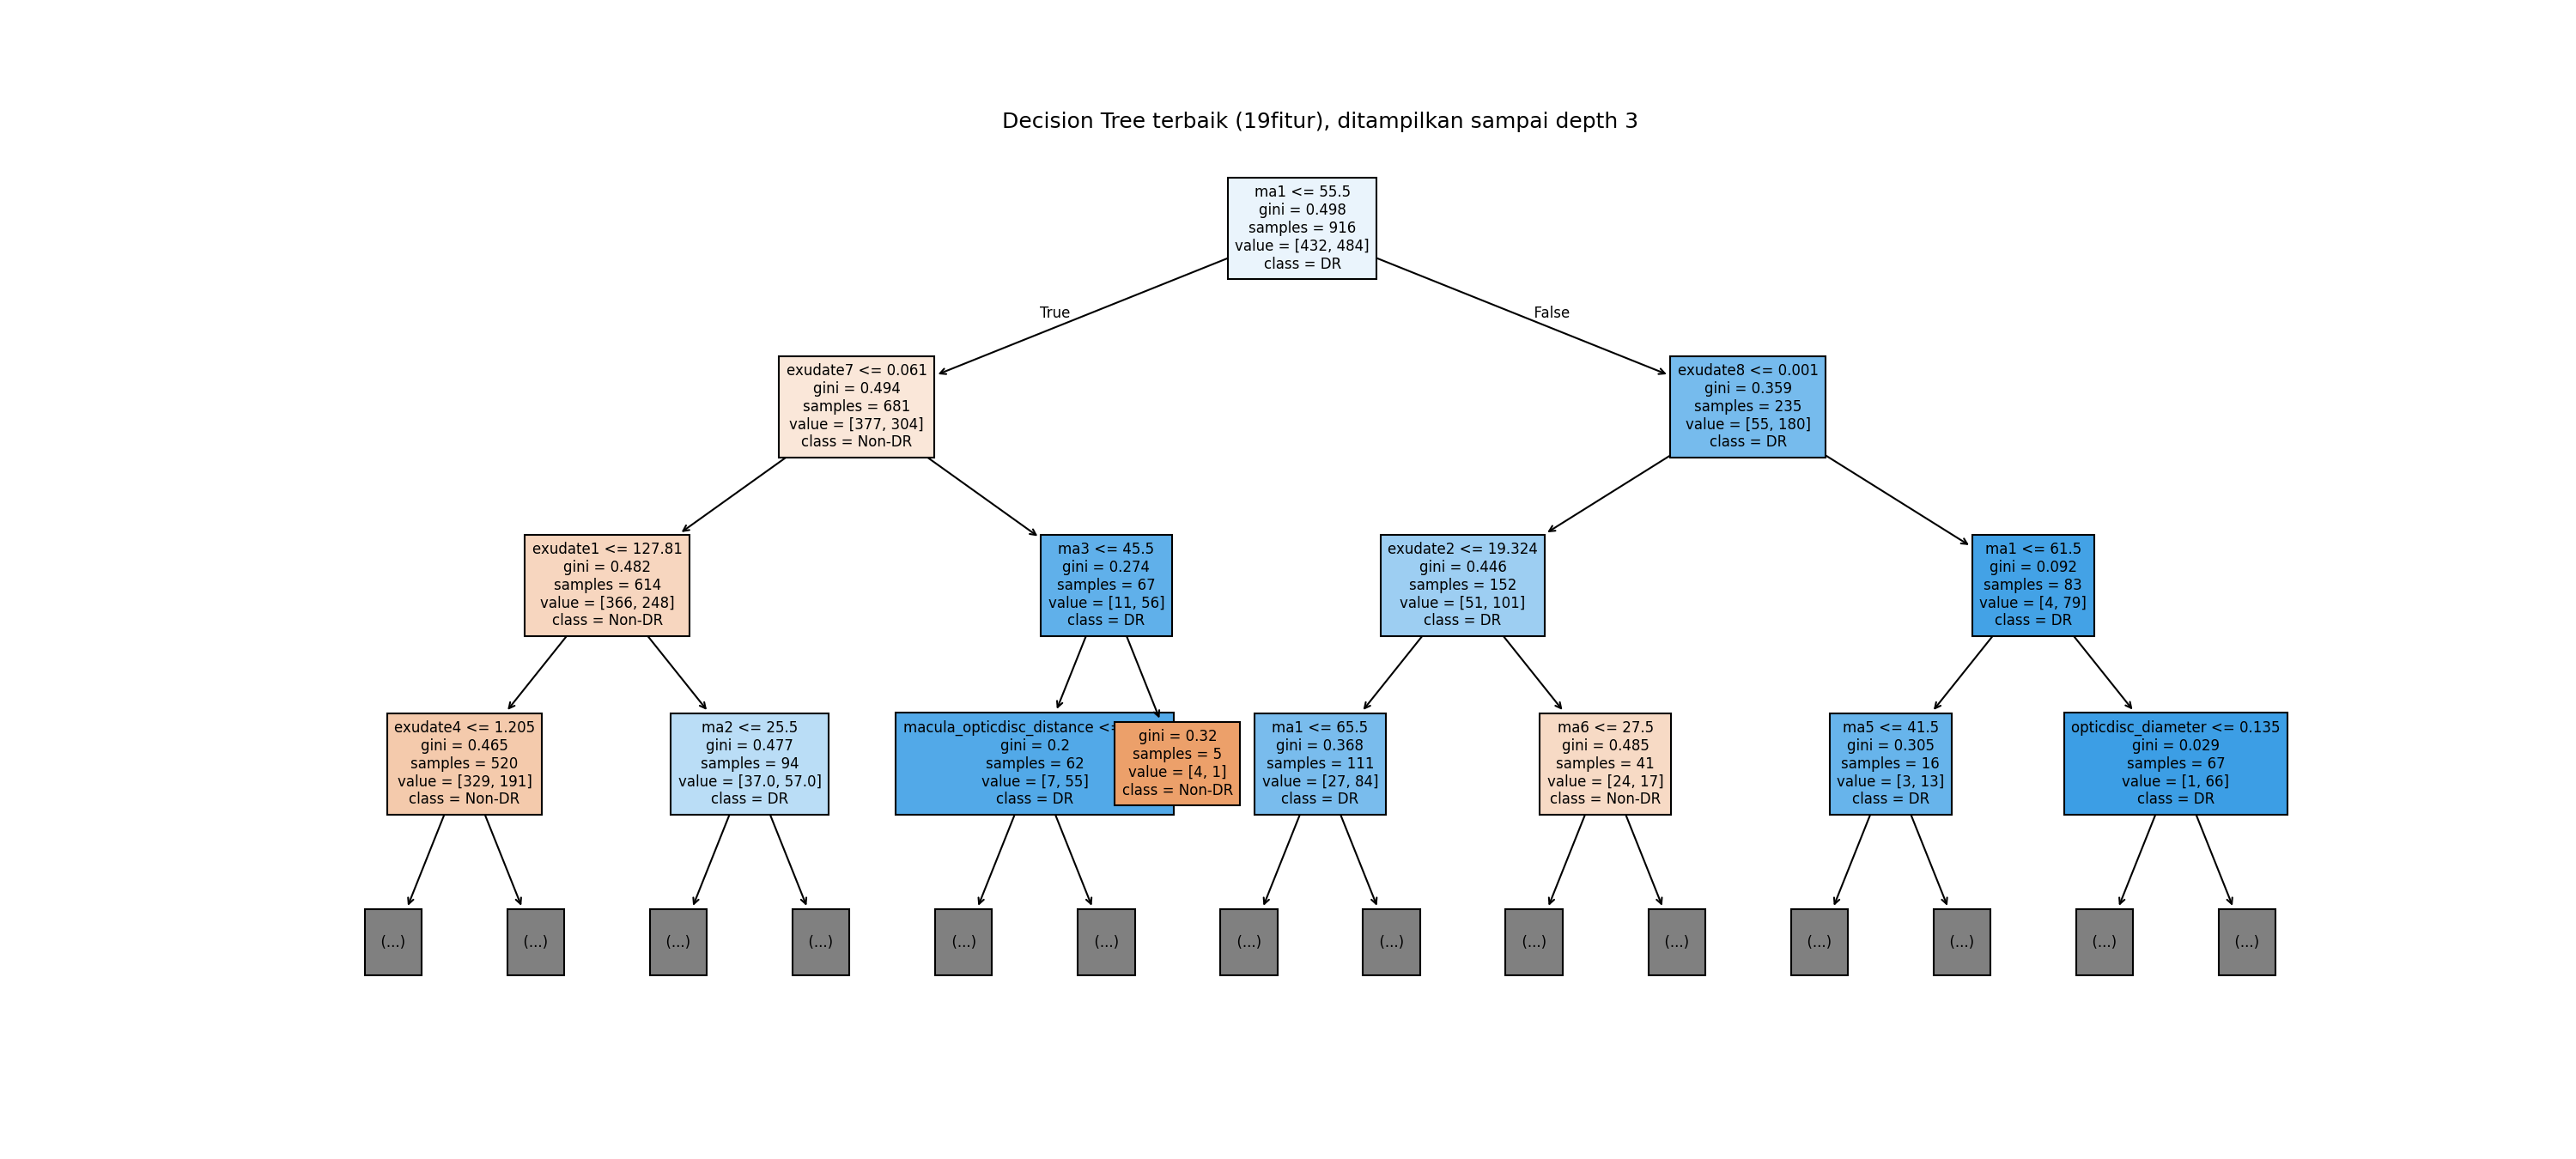 Decision Tree terbaik (19fitur), ditampilkan sampai depth 3
ma1 <= 55.5
gini = 0.498
samples = 916
value = [432, 484]
class = DR
True
False
exudate7 <= 0.061
gini = 0.494
samples = 681
value = [377, 304]
class = Non-DR
exudate8 <= 0.001
gini = 0.359
samples = 235
value = [55, 180]
class = DR
exudate1 <= 127.81
gini = 0.482
samples = 614
value = [366, 248]
class = Non-DR
ma3 <= 45.5
gini = 0.274
samples = 67
value = [11, 56]
class = DR
exudate2 <= 19.324
gini = 0.446
samples = 152
value = [51, 101]
class = DR
ma1 <= 61.5
gini = 0.092
samples = 83
value = [4, 79]
class = DR
exudate4 <= 1.205
gini = 0.465
samples = 520
value = [329, 191]
class = Non-DR
ma2 <= 25.5
gini = 0.477
samples = 94
value = [37.0, 57.0]
class = DR
macula_opticdisc_distance <
gini = 0.2
samples = 62
value = [7, 55]
class = DR
gini = 0.32
samples = 5
value = [4, 1]
class = Non-DR
ma1 <= 65.5
gini = 0.368
samples = 111
value = [27, 84]
class = DR
ma6 <= 27.5
gini = 0.485
samples = 41
value = [24, 17]
class = Non-DR
ma5 <= 41.5
gini = 0.305
samples = 16
value = [3, 13]
class = DR
opticdisc_diameter <= 0.135
gini = 0.029
samples = 67
value = [1, 66]
class = DR
(...)
(...)
(...)
(...)
(...)
(...)
(...)
(...)
(...)
(...)
(...)
(...)
(...)
(...)